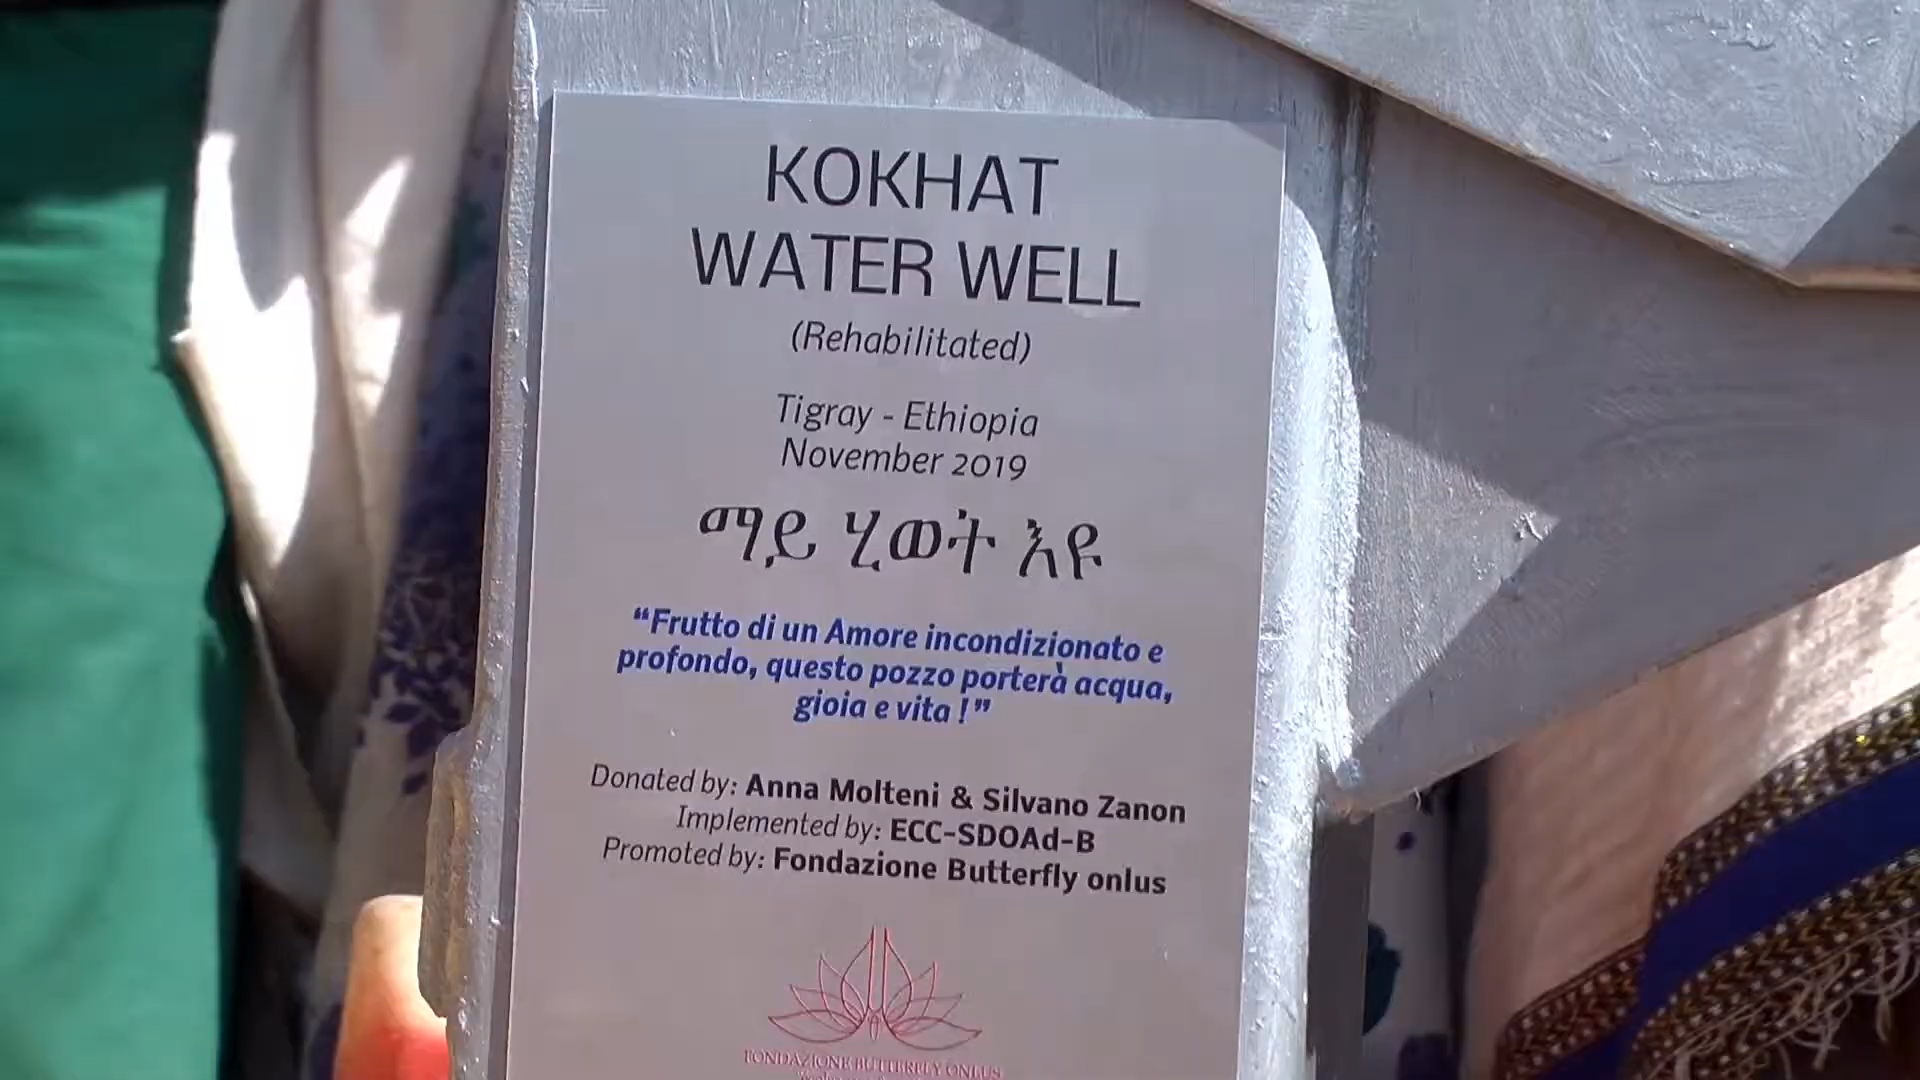 KOKHAT
WATER WELL
(Rehabilitated)
Tigray - Ethiopia
November 2019
ማይ ሂወት እዩ
“Frutto di un Amore incondizionato e
profondo, questo pozzo porterà acqua,
gioia e vita !”
Donated by: Anna Molteni & Silvano Zanon
Implemented by: ECC-SDOAd-B
Promoted by: Fondazione Butterfly onlus
FONDAZIONE BUTTERFLY ONLUS